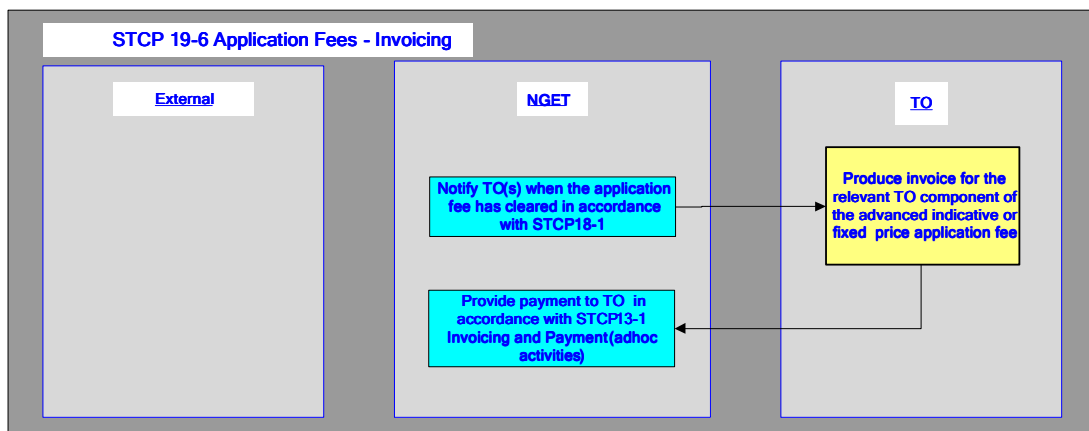 STCP 19-6 Application Fees - Invoicing
External
NGET
TO
Notify TO(s) when the application
fee has cleared in accordance
with STCP18-1
Produce invoice for the
relevant TO component of
the advanced indicative or
fixed price application fee
Provide payment to TO in
accordance with STCP13-1
Invoicing and Payment(adhoc
activities)